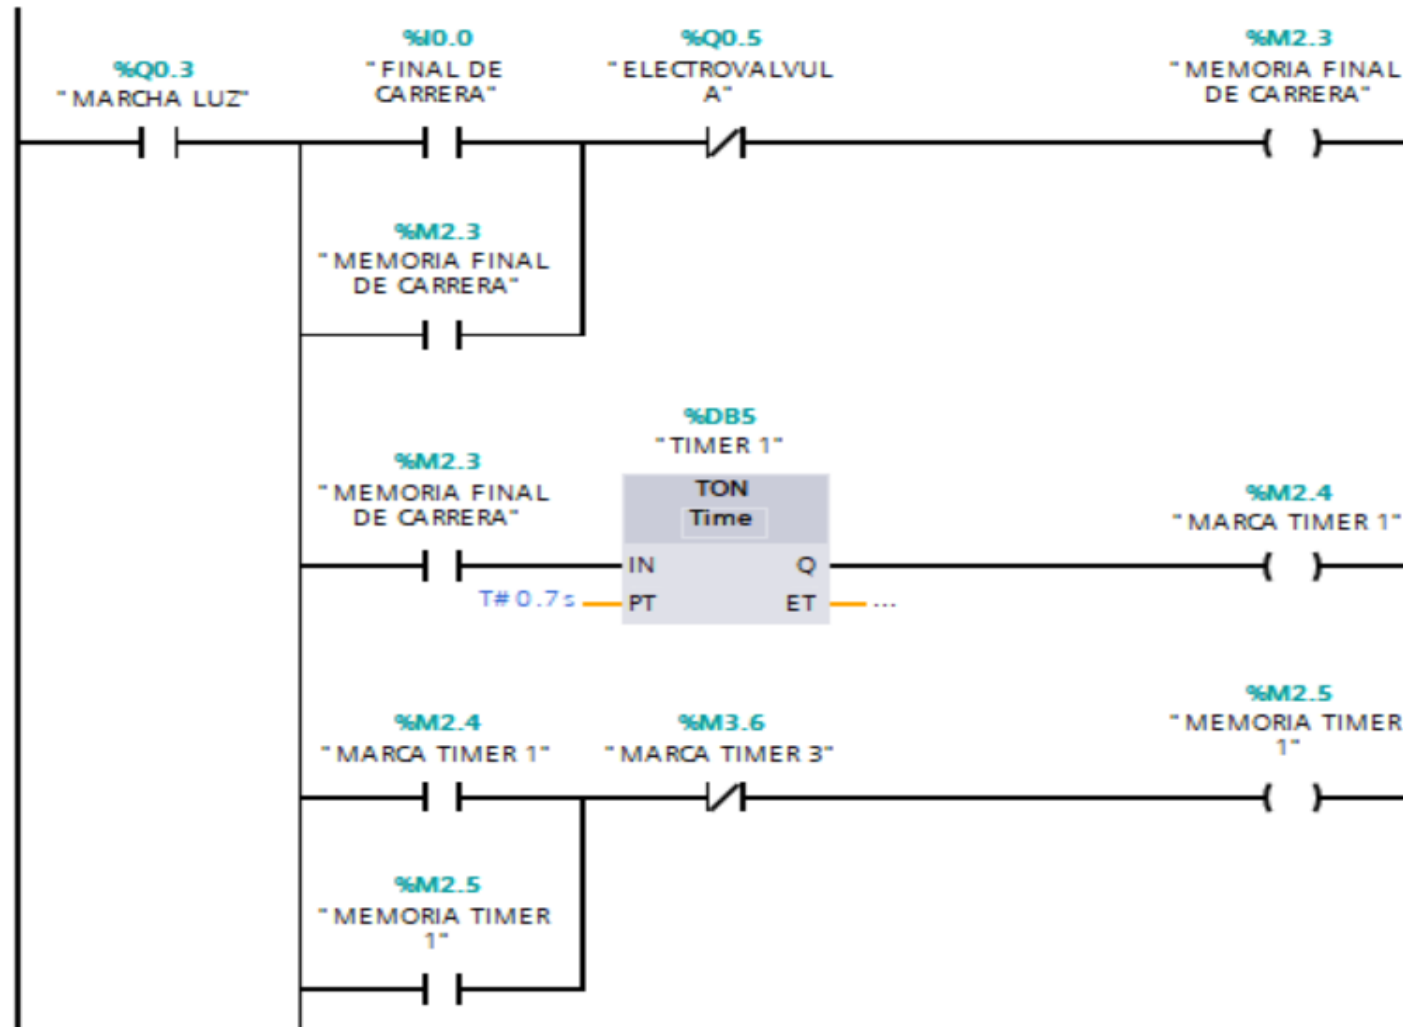 %Q0.3
"MARCHA LUZ"
%I0.0
"FINAL DE
CARRERA"
%Q0.5
"ELECTROVALVUL
A"
%M2.3
"MEMORIA FINAL
DE CARRERA"
%M2.3
"MEMORIA FINAL
DE CARRERA"
%DB5
"TIMER 1"
%M2.3
"MEMORIA FINAL
DE CARRERA"
TON
Time
IN
Q
T#0.7s
PT
ET
...
%M2.4
"MARCA TIMER 1"
%M2.4
"MARCA TIMER 1"
%M3.6
"MARCA TIMER 3"
%M2.5
"MEMORIA TIMER
1"
%M2.5
"MEMORIA TIMER
1"